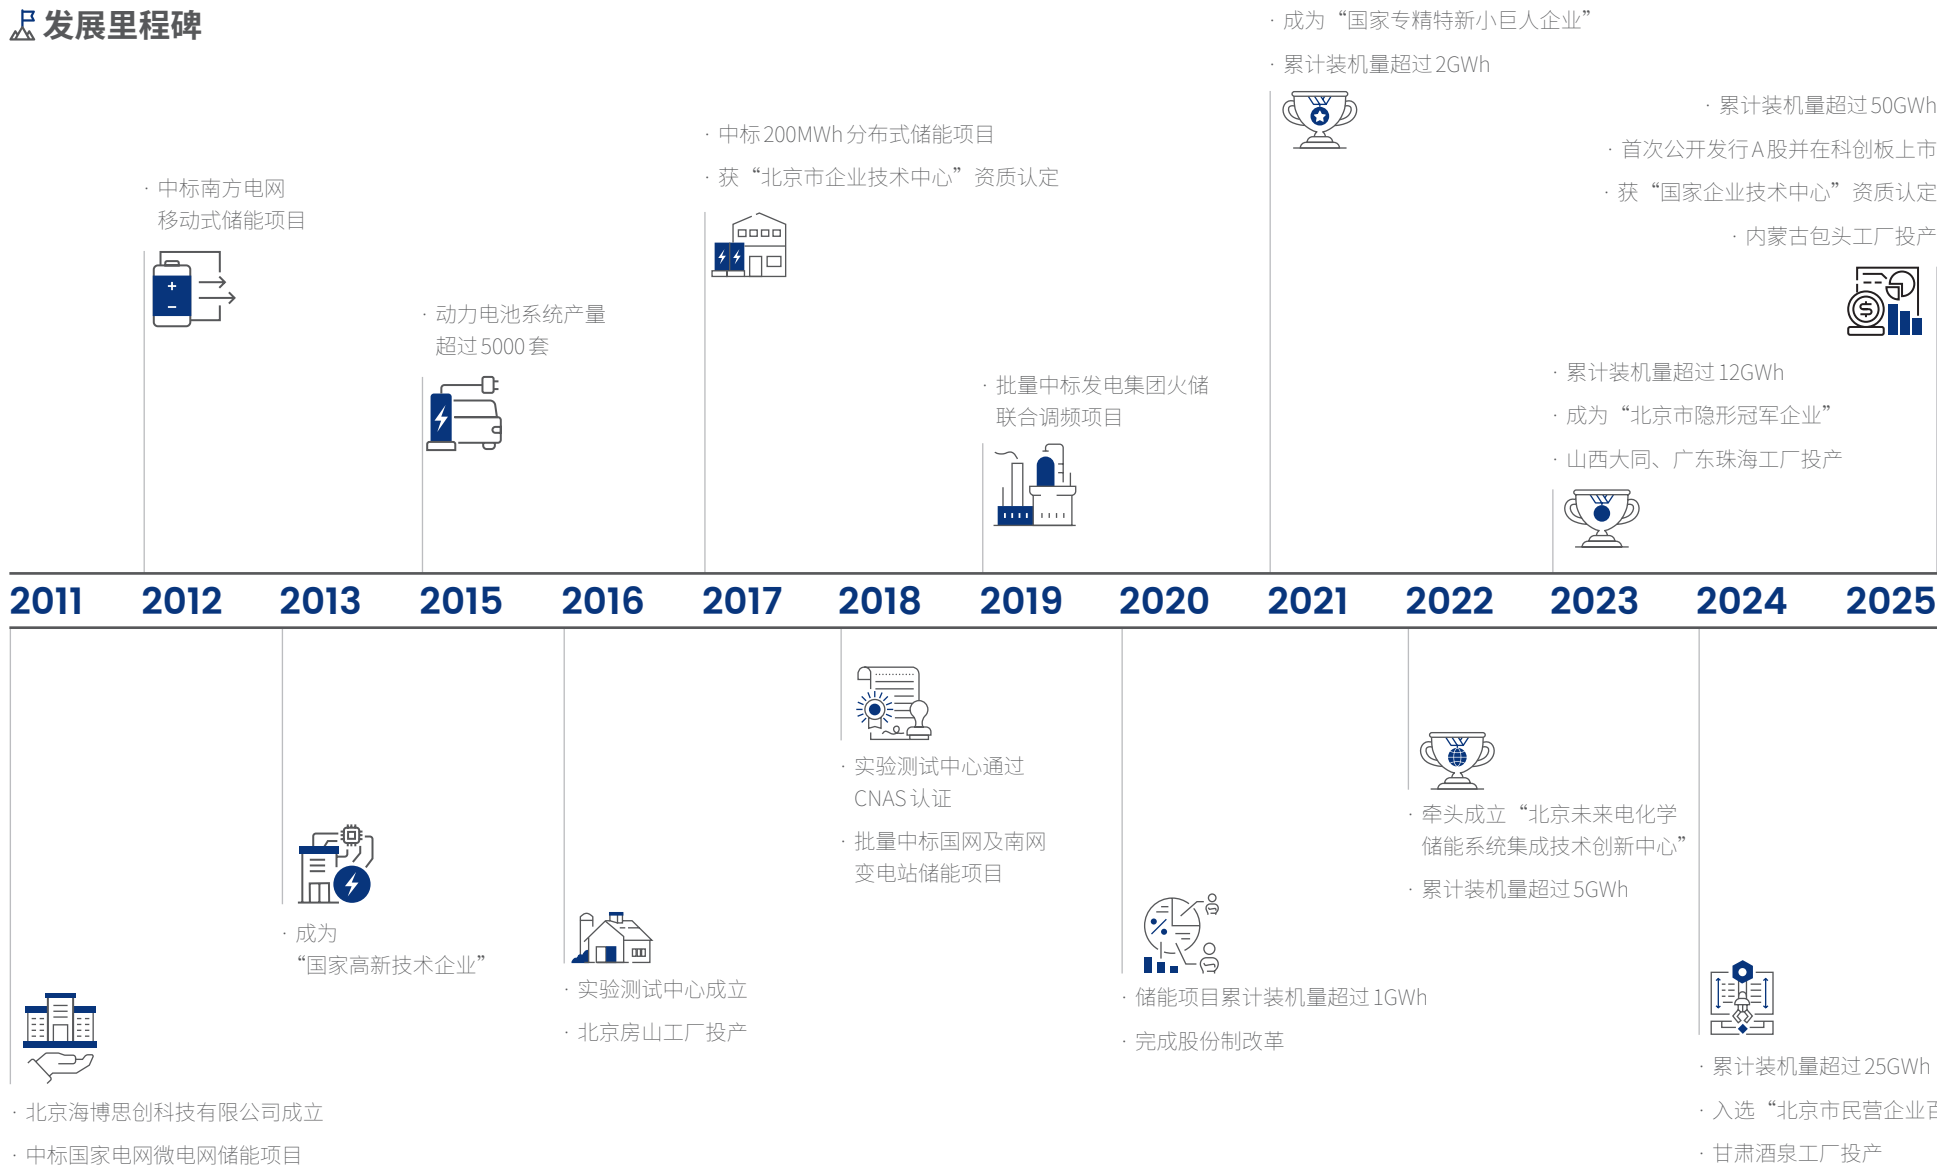 发展里程碑
· 成为“国家专精特新小巨人企业”
· 累计装机量超过2GWh
· 累计装机量超过50GWh
· 首次公开发行A股并在科创板上市
· 获“国家企业技术中心”资质认定
· 内蒙古包头工厂投产
· 中标200MWh分布式储能项目
· 获“北京市企业技术中心”资质认定
· 中标南方电网
移动式储能项目
· 动力电池系统产量
超过5000套
· 批量中标发电集团火储
联合调频项目
· 累计装机量超过12GWh
· 成为“北京市隐形冠军企业”
· 山西大同、广东珠海工厂投产
2011 2012 2013 2015 2016 2017 2018 2019 2020 2021 2022 2023 2024 2025
· 实验测试中心通过
CNAS认证
· 批量中标国网及南网
变电站储能项目
· 牵头成立“北京未来电化学
储能系统集成技术创新中心”
· 累计装机量超过5GWh
· 成为
“国家高新技术企业”
· 实验测试中心成立
· 北京房山工厂投产
· 储能项目累计装机量超过1GWh
· 完成股份制改革
· 累计装机量超过25GWh
· 入选“北京市民营企业
· 甘肃酒泉工厂投产
· 北京海博思创科技有限公司成立
· 中标国家电网微电网储能项目